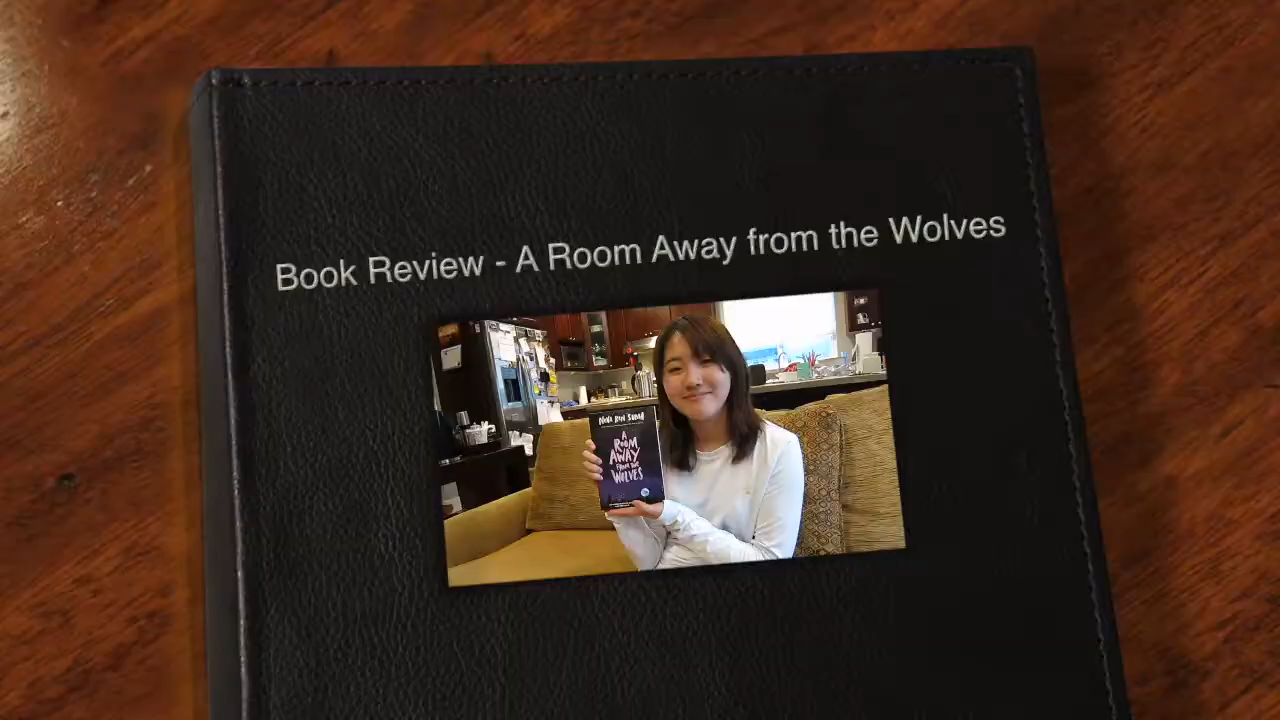 Book Review - A Room Away from the Wolves
NOVA REN SUMA
A
ROOM
AWAY
FROM THE
WOLVES